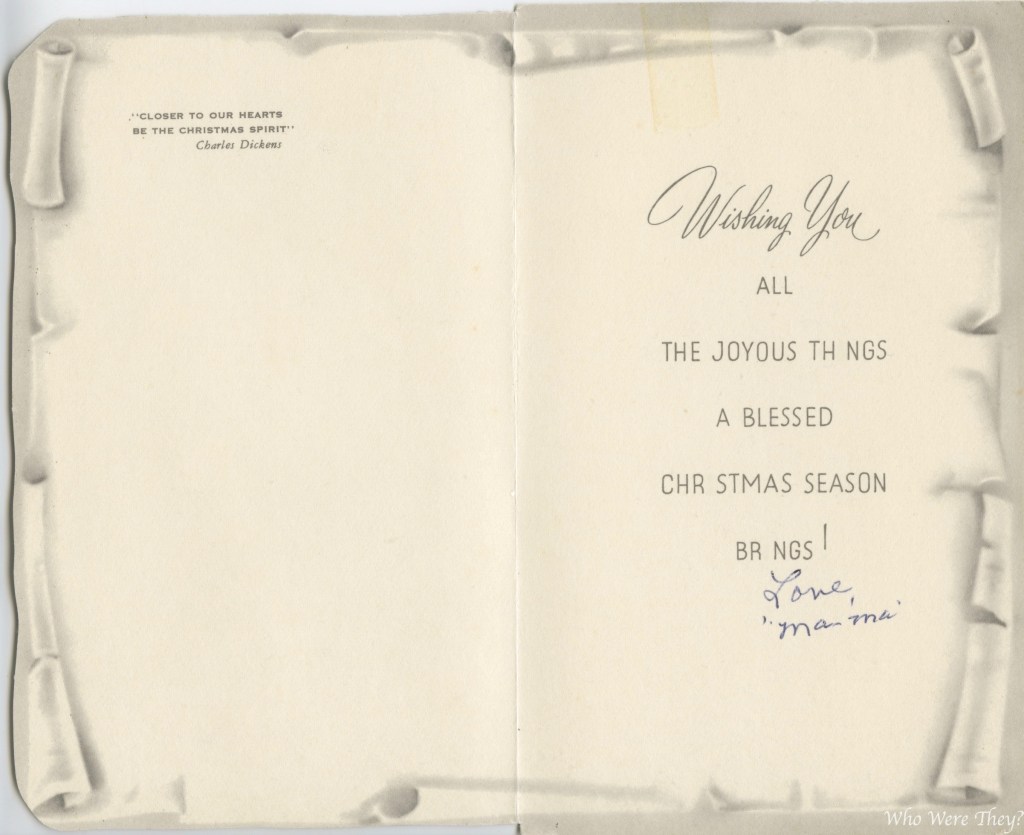 "CLOSER TO OUR HEARTS
BE THE CHRISTMAS SPIRIT"
Charles Dickens
Wishing You
ALL
THE JOYOUS TH NGS
A BLESSED
CHR STMAS SEASON
BR NGS !
Love,
"ma-ma"
Who Were They?